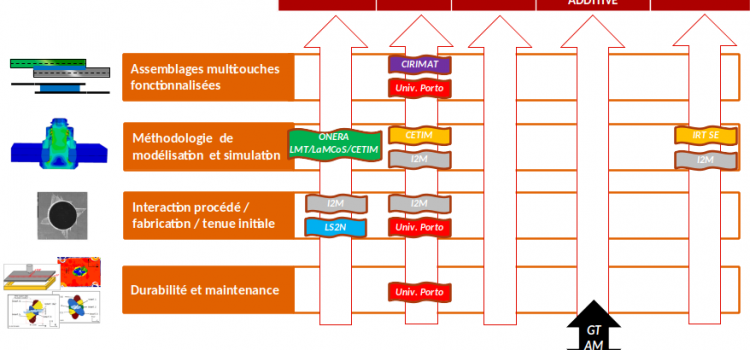 ADDITIVE
Assemblages multicouches
fonctionnalisées
CIRIMAT
Univ. Porto
Méthodologie de
modélisation et simulation
ONERA
LMT/LaMCoS/CETIM
CETIM
I2M
IRT SE
I2M
Interaction procédé /
fabrication / tenue initiale
I2M
LS2N
I2M
Univ. Porto
Durabilité et maintenance
Univ. Porto
GT
AM